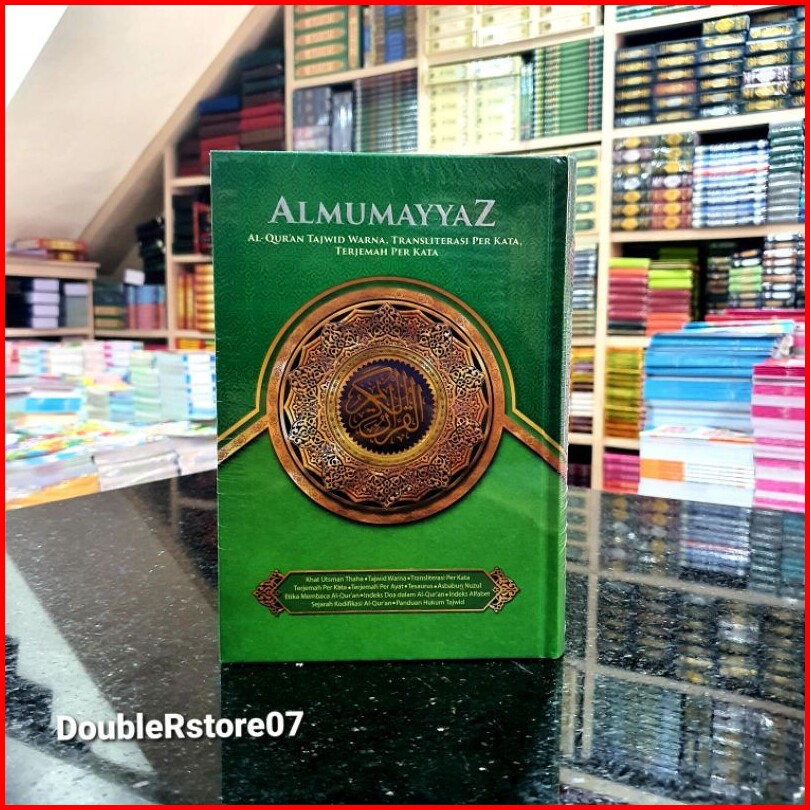 ALMUMAYYAZ
AL-QUR'AN TAJWID WARNA, TRANSLITERASI PER KATA,
TERJEMAH PER KATA
القرآن الكريم
Khat Utsman Thaha • Tajwid Warna • Transliterasi Per Kata
Terjemah Per Kata • Terjemah Per Ayat • Tesaurus • Asbabun Nuzul
Etika Membaca Al-Qur'an • Indeks Doa dalam Al-Qur'an • Indeks Alfabet
Sejarah Kodifikasi Al-Qur'an • Panduan Hukum Tajwid
DoubleRstore07